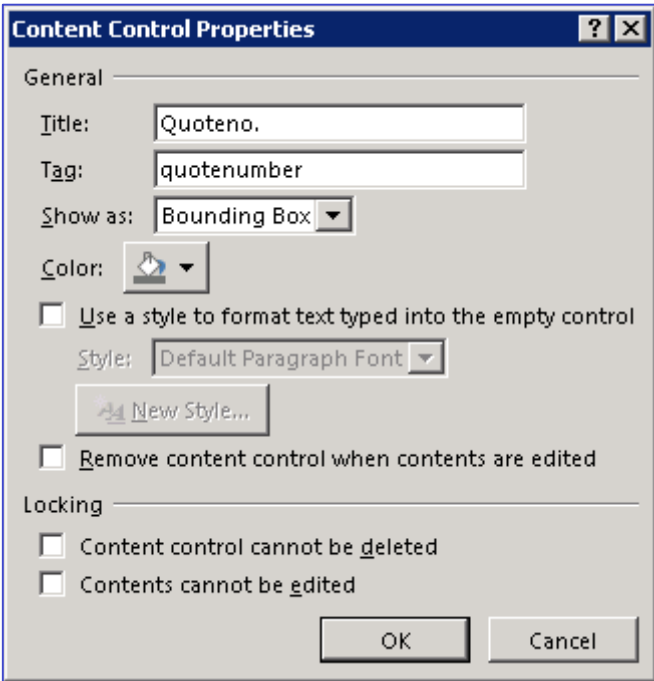 Content Control Properties
General
Title: Quoteno.
Tag: quotenumber
Show as: Bounding Box
Color:
Use a style to format text typed into the empty control
Style: Default Paragraph Font
New Style...
Remove content control when contents are edited
Locking
Content control cannot be deleted
Contents cannot be edited
OK Cancel